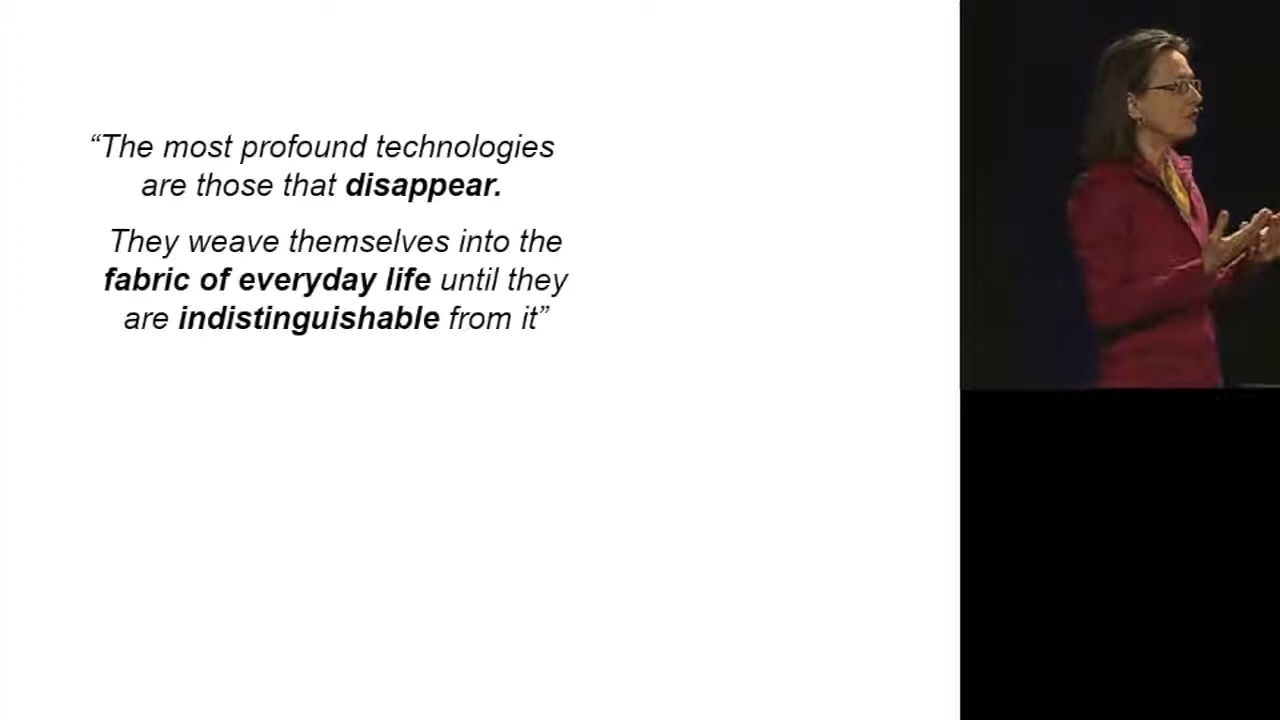 “The most profound technologies
are those that disappear.
They weave themselves into the
fabric of everyday life until they
are indistinguishable from it”